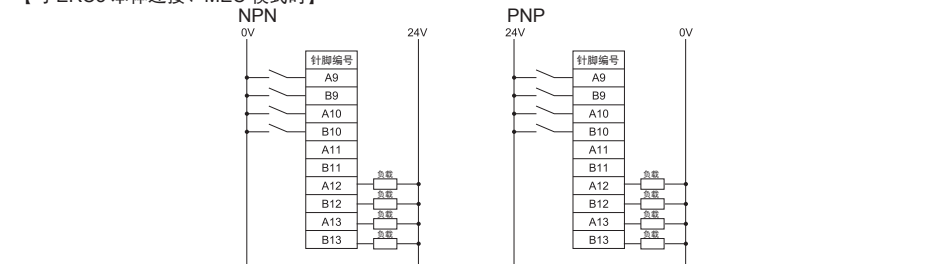 NPN
0V
24V
针脚编号
A9
B9
A10
B10
A11
B11
A12
B12
A13
B13
负载
负载
负载
负载
PNP
24V
0V
针脚编号
A9
B9
A10
B10
A11
B11
A12
B12
A13
B13
负载
负载
负载
负载